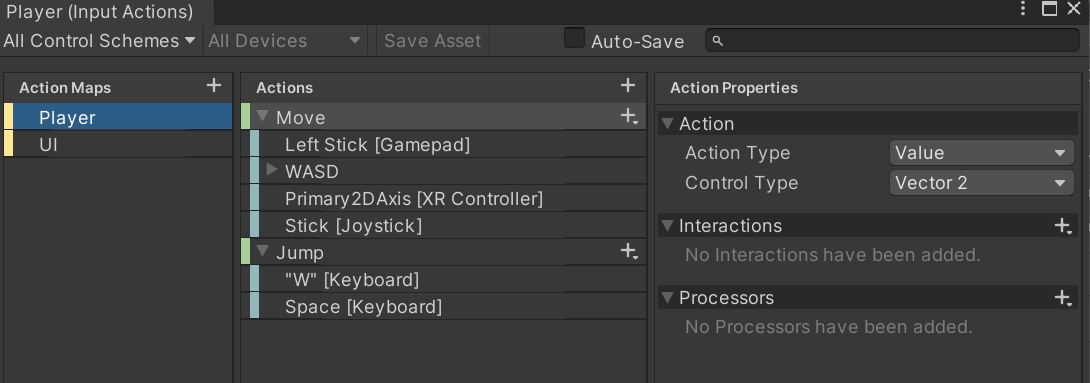 Player (Input Actions)
All Control Schemes All Devices Save Asset Auto-Save
Action Maps
Player
UI
Actions
Move
Left Stick [Gamepad]
WASD
Primary2DAxis [XR Controller]
Stick [Joystick]
Jump
"W" [Keyboard]
Space [Keyboard]
Action Properties
Action
Action Type Value
Control Type Vector 2
Interactions
No Interactions have been added.
Processors
No Processors have been added.